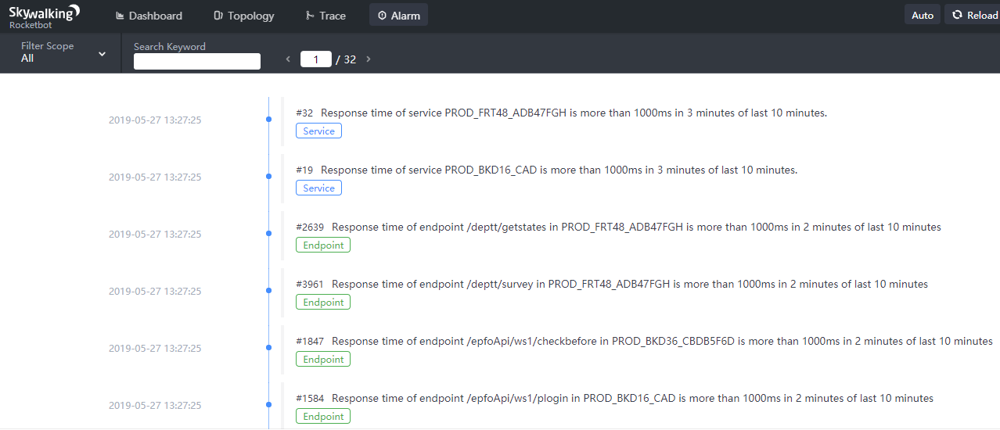 Skywalking
Rocketbot
Dashboard
Topology
Trace
Alarm
Auto
Reload
Filter Scope
All
Search Keyword
1 / 32
2019-05-27 13:27:25
#32 Response time of service PROD_FRT48_ADB47FGH is more than 1000ms in 3 minutes of last 10 minutes.
Service
2019-05-27 13:27:25
#19 Response time of service PROD_BKD16_CAD is more than 1000ms in 3 minutes of last 10 minutes.
Service
2019-05-27 13:27:25
#2639 Response time of endpoint /deptt/getstates in PROD_FRT48_ADB47FGH is more than 1000ms in 2 minutes of last 10 minutes
Endpoint
2019-05-27 13:27:25
#3961 Response time of endpoint /deptt/survey in PROD_FRT48_ADB47FGH is more than 1000ms in 2 minutes of last 10 minutes
Endpoint
2019-05-27 13:27:25
#1847 Response time of endpoint /epfoApi/ws1/checkbefore in PROD_BKD36_CBDB5F6D is more than 1000ms in 2 minutes of last 10 minutes
Endpoint
2019-05-27 13:27:25
#1584 Response time of endpoint /epfoApi/ws1/plogin in PROD_BKD16_CAD is more than 1000ms in 2 minutes of last 10 minutes
Endpoint